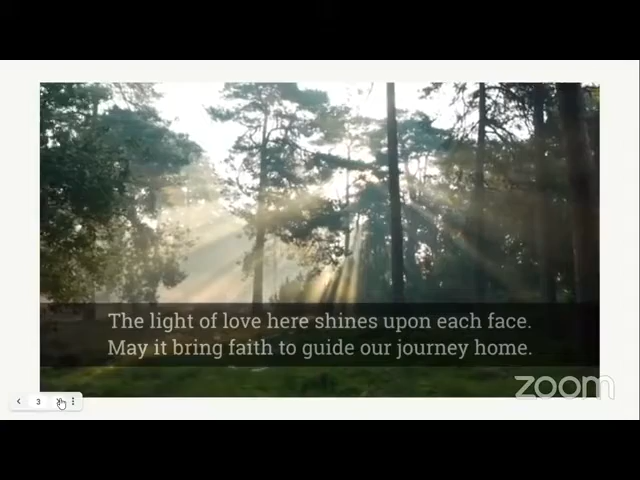 The light of love here shines upon each face.
May it bring faith to guide our journey home.
zoom
3